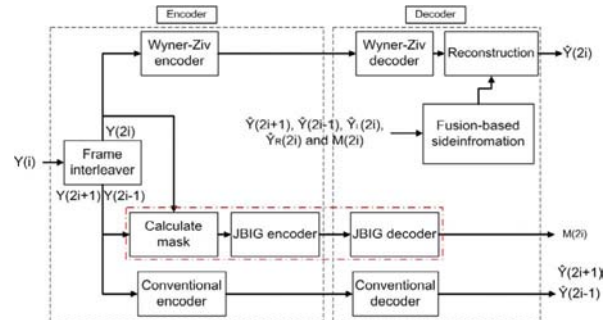 Encoder
Decoder
Wyner-Ziv
encoder
Wyner-Ziv
decoder
Reconstruction
Ŷ(2i)
Y(2i)
Ŷ(2i+1), Ŷ(2i-1), Ŷı (2i),
ŶR(2i) and M(2i)
Fusion-based
sideinfromation
Y(i)
Frame
interleaver
Y(2i+1)
Y(2i-1)
Calculate
mask
JBIG encoder
JBIG decoder
M(2i)
Conventional
encoder
Conventional
decoder
Ŷ(2i+1)
Ŷ(2i-1)